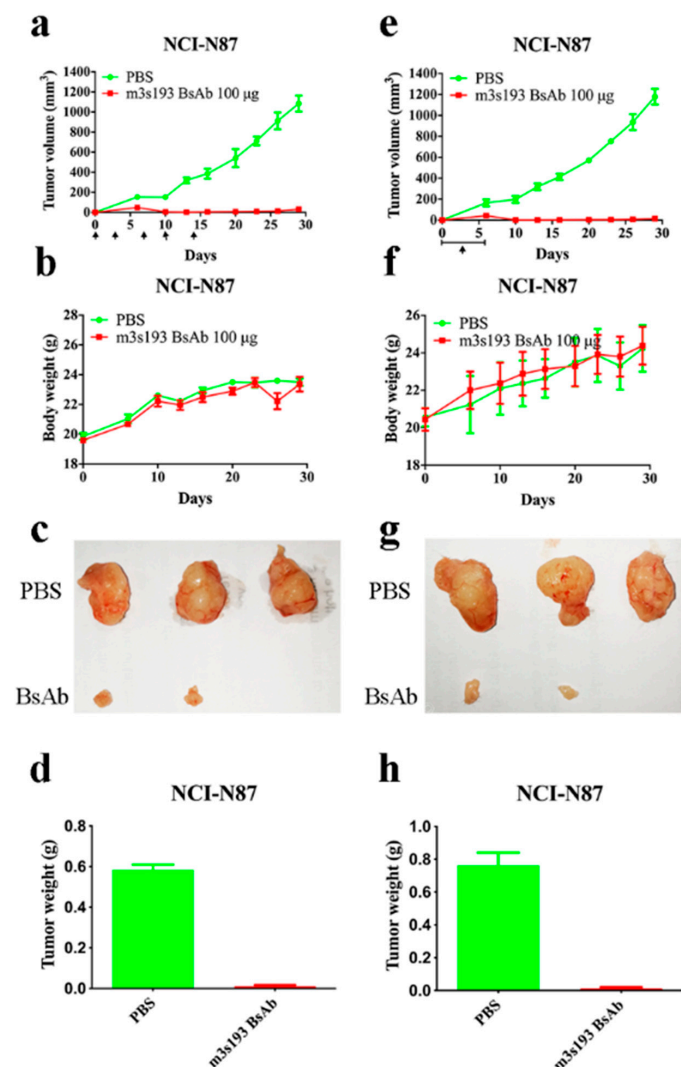 a
NCI-N87
Tumor volume (mm³)
1400
1200
1000
800
600
400
200
0
PBS
m3s193 BsAb 100 µg
0 5 10 15 20 25 30
Days
b
NCI-N87
Body weight (g)
28
26
24
22
20
18
PBS
m3s193 BsAb 100 µg
0 10 20 30
Days
c
PBS
BsAb
d
NCI-N87
Tumor weight (g)
0.8
0.6
0.4
0.2
0.0
PBS
m3s193 BsAb
e
NCI-N87
Tumor volume (mm³)
1400
1200
1000
800
600
400
200
0
PBS
m3s193 BsAb 100 µg
0 5 10 15 20 25 30
Days
f
NCI-N87
Body weight (g)
26
24
22
20
18
PBS
m3s193 BsAb 100 µg
0 10 20 30
Days
g
PBS
BsAb
h
NCI-N87
Tumor weight (g)
1.0
0.8
0.6
0.4
0.2
0.0
PBS
m3s193 BsAb